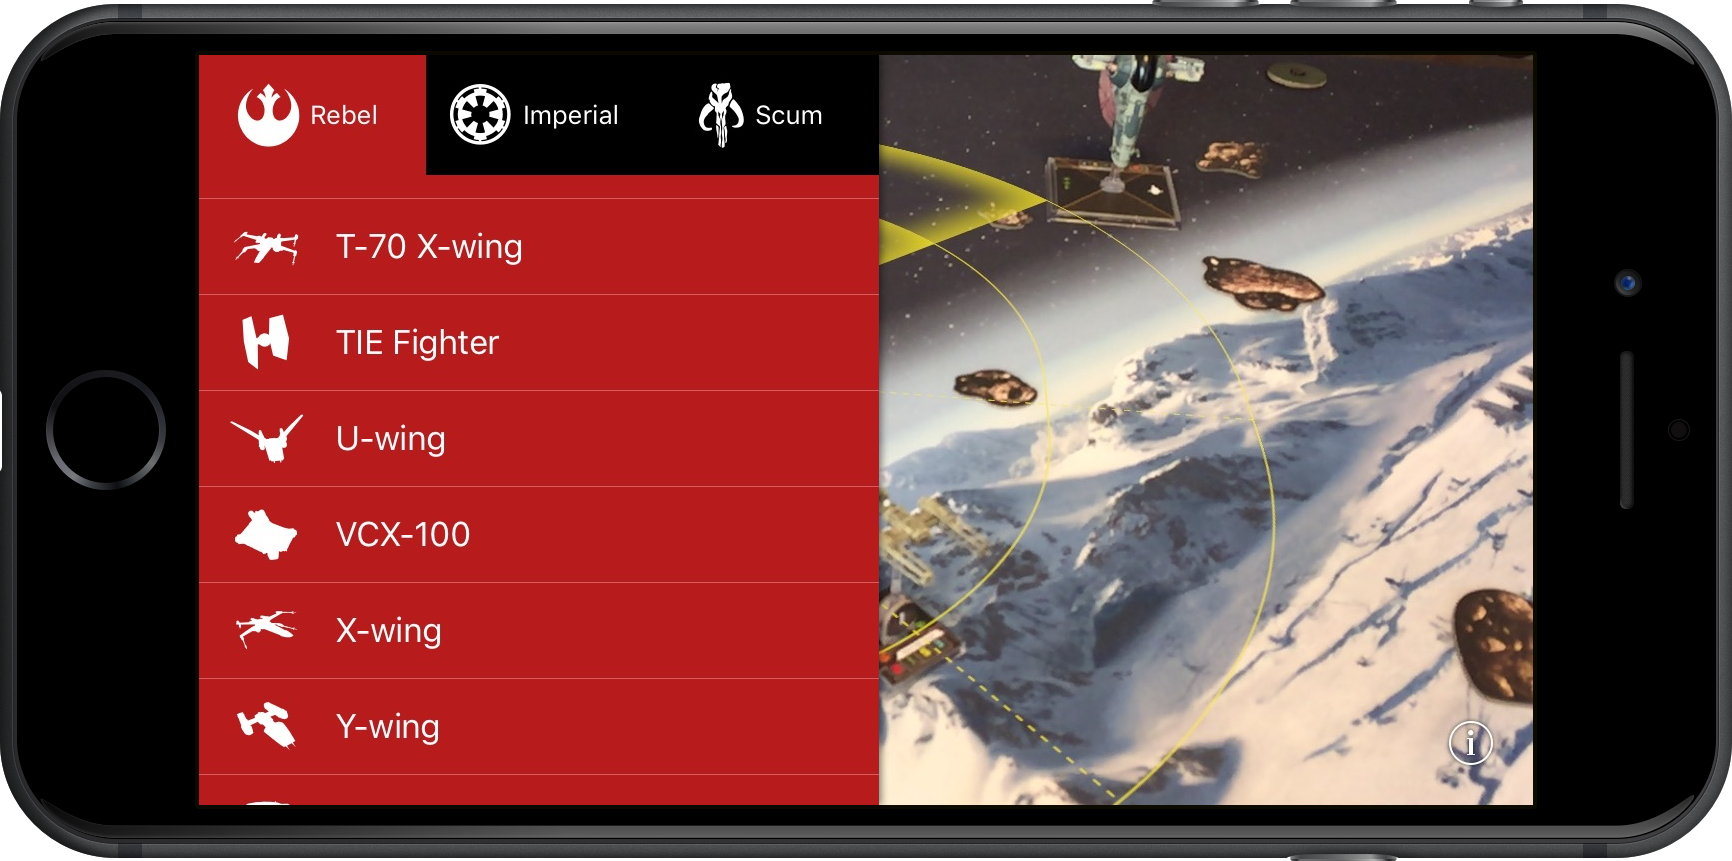 Rebel
Imperial
Scum
T-70 X-wing
TIE Fighter
U-wing
VCX-100
X-wing
Y-wing
i